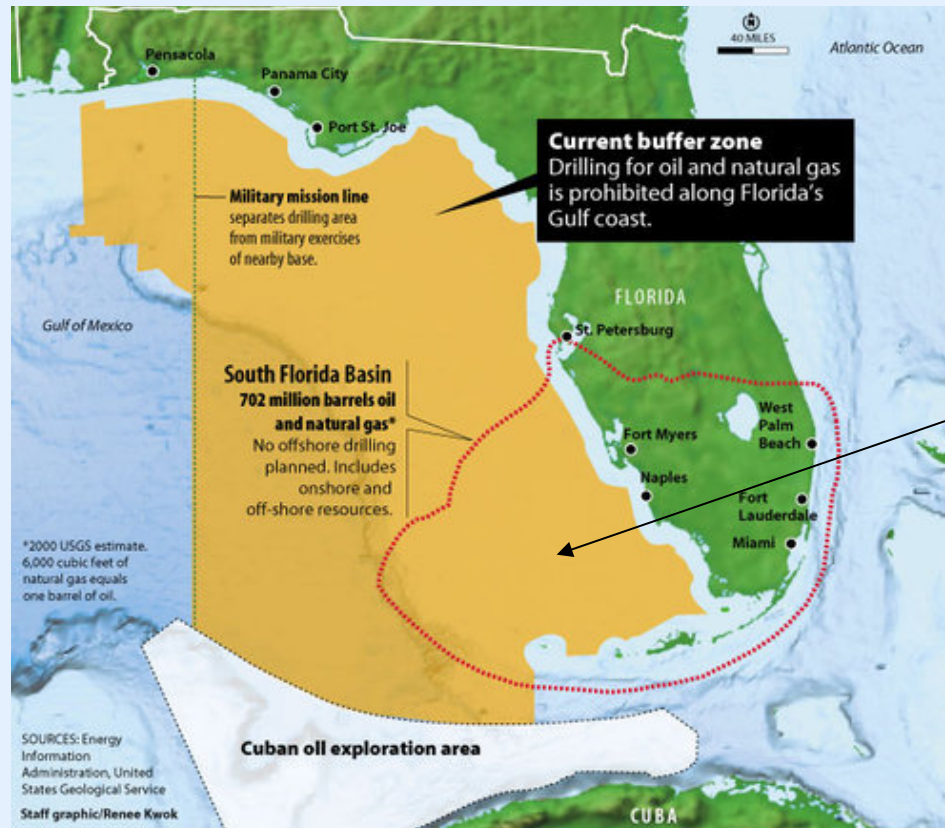 N
40 MILES
Atlantic Ocean
Pensacola
Panama City
Port St. Joe
Current buffer zone
Drilling for oil and natural gas
is prohibited along Florida's
Gulf coast.
Military mission line
separates drilling area
from military exercises
of nearby base.
Gulf of Mexico
FLORIDA
St. Petersburg
South Florida Basin
702 million barrels oil
and natural gas*
No offshore drilling
planned. Includes
onshore and
off-shore resources.
West
Palm
Beach
Fort Myers
Naples
Fort
Lauderdale
Miami
*2000 USGS estimate.
6,000 cubic feet of
natural gas equals
one barrel of oil.
SOURCES: Energy
Information
Administration, United
States Geological Service
Staff graphic/Renee Kwok
Cuban oll exploration area
CUBA